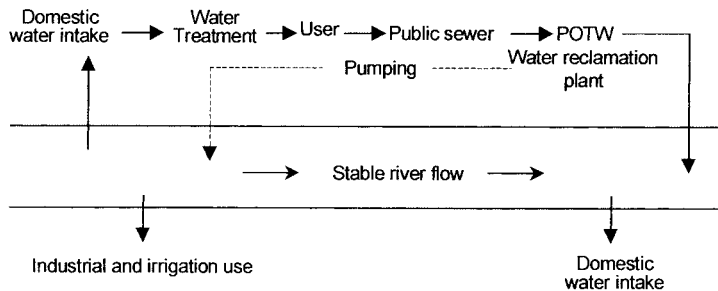 Domestic
water intake
Water
Treatment
User
Public sewer
POTW
Water reclamation
plant
Pumping
Stable river flow
Industrial and irrigation use
Domestic
water intake